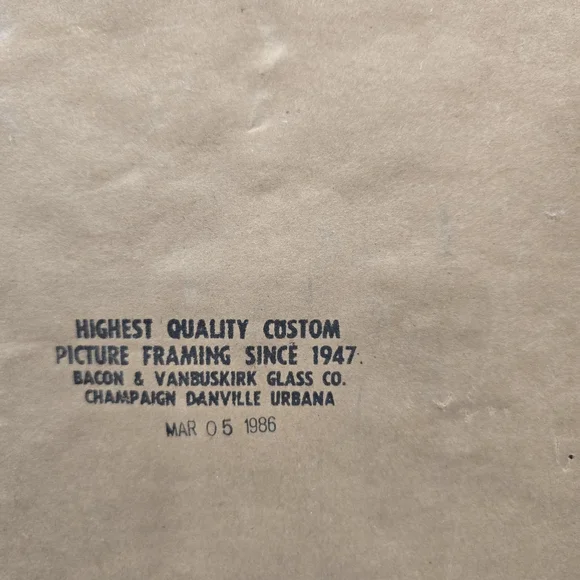 HIGHEST QUALITY CUSTOM
PICTURE FRAMING SINCE 1947.
BACON & VANBUSKIRK GLASS CO.
CHAMPAIGN DANVILLE URBANA
MAR 05 1986